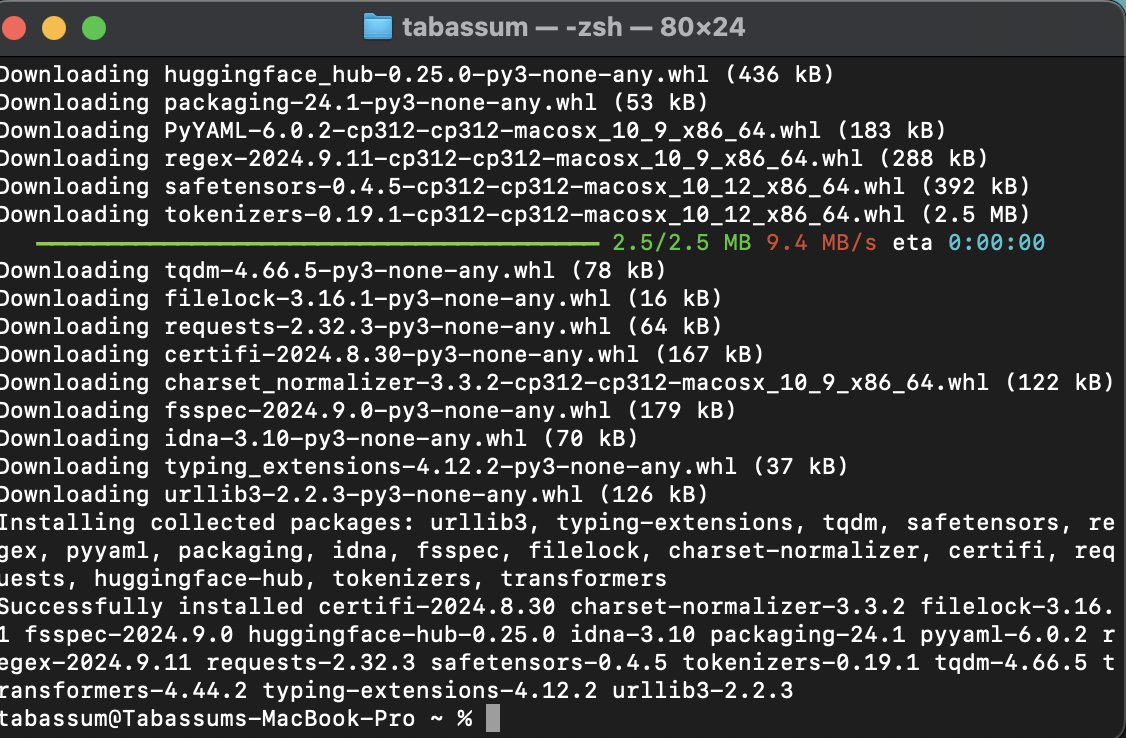 tabassum — -zsh — 80×24
Downloading huggingface_hub-0.25.0-py3-none-any.whl (436 kB)
Downloading packaging-24.1-py3-none-any.whl (53 kB)
Downloading PyYAML-6.0.2-cp312-cp312-macosx_10_9_x86_64.whl (183 kB)
Downloading regex-2024.9.11-cp312-cp312-macosx_10_9_x86_64.whl (288 kB)
Downloading safetensors-0.4.5-cp312-cp312-macosx_10_12_x86_64.whl (392 kB)
Downloading tokenizers-0.19.1-cp312-cp312-macosx_10_12_x86_64.whl (2.5 MB)
2.5/2.5 MB 9.4 MB/s eta 0:00:00
Downloading tqdm-4.66.5-py3-none-any.whl (78 kB)
Downloading filelock-3.16.1-py3-none-any.whl (16 kB)
Downloading requests-2.32.3-py3-none-any.whl (64 kB)
Downloading certifi-2024.8.30-py3-none-any.whl (167 kB)
Downloading charset_normalizer-3.3.2-cp312-cp312-macosx_10_9_x86_64.whl (122 kB)
Downloading fsspec-2024.9.0-py3-none-any.whl (179 kB)
Downloading idna-3.10-py3-none-any.whl (70 kB)
Downloading typing_extensions-4.12.2-py3-none-any.whl (37 kB)
Downloading urllib3-2.2.3-py3-none-any.whl (126 kB)
Installing collected packages: urllib3, typing-extensions, tqdm, safetensors, re
gex, pyyaml, packaging, idna, fsspec, filelock, charset-normalizer, certifi, req
uests, huggingface-hub, tokenizers, transformers
Successfully installed certifi-2024.8.30 charset-normalizer-3.3.2 filelock-3.16.
1 fsspec-2024.9.0 huggingface-hub-0.25.0 idna-3.10 packaging-24.1 pyyaml-6.0.2 r
egex-2024.9.11 requests-2.32.3 safetensors-0.4.5 tokenizers-0.19.1 tqdm-4.66.5 t
ransformers-4.44.2 typing-extensions-4.12.2 urllib3-2.2.3
tabassum@Tabassums-MacBook-Pro ~ %